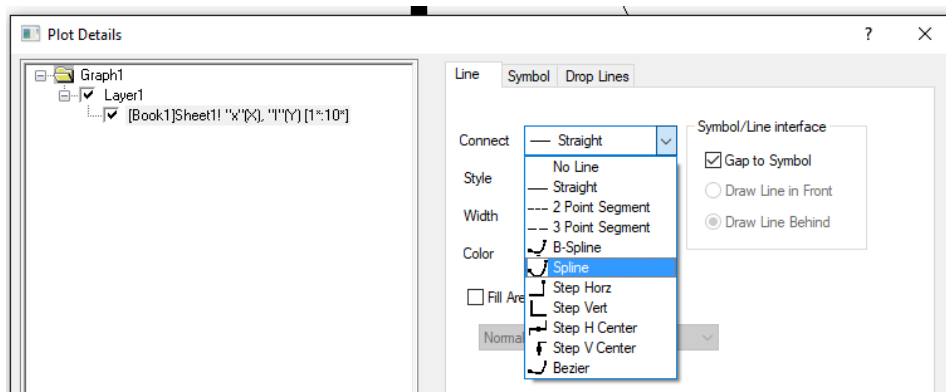 Plot Details
?
Graph1
Layer1
[Book1]Sheet1! "x"(X), "I"(Y) [1*:10*]
Line
Symbol
Drop Lines
Connect
Straight
Symbol/Line interface
No Line
Gap to Symbol
Style
Straight
Draw Line in Front
2 Point Segment
Width
3 Point Segment
Draw Line Behind
Color
B-Spline
Spline
Step Horz
Fill Are
Step Vert
Step H Center
Normal
Step V Center
Bezier